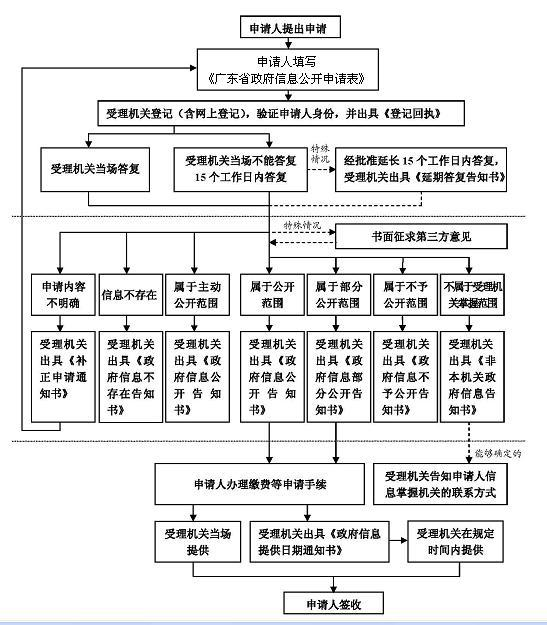 申请人提出申请
申请人填写
《广东省政府信息公开申请表》
受理机关登记（含网上登记），验证申请人身份，并出具《登记回执》
受理机关当场答复
受理机关当场不能答复
15个工作日内答复
特殊
情况
经批准延长15个工作日内答复，
受理机关出具《延期答复告知书》
特殊情况
书面征求第三方意见
申请内容
不明确
信息不存在
属于主动
公开范围
属于公开
范围
属于部分
公开范围
属于不予
公开范围
不属于受理机
关掌握范围
受理机关
出具《补
正申请通
知书》
受理机关
出具《政
府信息不
存在告知
书》
受理机关
出具《政
府信息公
开告知
书》
受理机关
出具《政
府信息公
开告知
书》
受理机关
出具《政
府信息部
分公开告
知书》
受理机关
出具《政
府信息不
予公开告
知书》
受理机关
出具《非
本机关政
府信息告
知书》
能够确定的
申请人办理缴费等申请手续
受理机关告知申请人信
息掌握机关的联系方式
受理机关当场
提供
受理机关出具《政府信息
提供日期通知书》
受理机关在规定
时间内提供
申请人签收